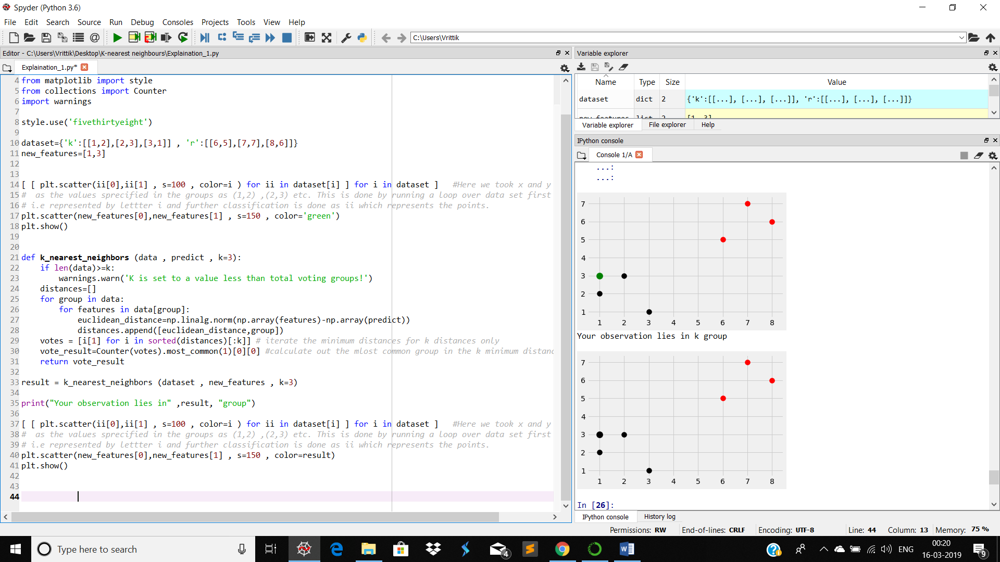 Spyder (Python 3.6)
File Edit Search Source Run Debug Consoles Projects Tools View Help
C:\Users\Vrittik
Editor - C:\Users\Vrittik\Desktop\K-nearest neighbours\Explaination_1.py
Explaination_1.py*
4 from matplotlib import style
5 from collections import Counter
6 import warnings
7
8 style.use('fivethirtyeight')
9
10 dataset={'k':[[1,2],[2,3],[3,1]] , 'r':[[6,5],[7,7],[8,6]]}
11 new_features=[1,3]
12
13
14 [ [ plt.scatter(ii[0],ii[1] , s=100 , color=i ) for ii in dataset[i] ] for i in dataset ]   #Here we took x and y
15 #  as the values sprecified in the groups as (1,2) ,(2,3) etc. This is done by running a loop over data set first
16 # i.e represented by lettter i and further classification is done as ii which represents the points.
17 plt.scatter(new_features[0],new_features[1] , s=150 , color='green')
18 plt.show()
19
20
21 def k_nearest_neighbors (data , predict , k=3):
22     if len(data)>=k:
23         warnings.warn('K is set to a value less than total voting groups!')
24     distances=[]
25     for group in data:
26         for features in data[group]:
27             euclidean_distance=np.linalg.norm(np.array(features)-np.array(predict))
28             distances.append([euclidean_distance,group])
29     votes = [i[1] for i in sorted(distances)[:k]] # iterate the minimum distances for k distances only
30     vote_result=Counter(votes).most_common(1)[0][0] #calculate out the mlost common group in the k minimum distanc
31     return vote_result
32
33 result = k_nearest_neighbors (dataset , new_features , k=3)
34
35 print("Your observation lies in" ,result, "group")
36
37 [ [ plt.scatter(ii[0],ii[1] , s=100 , color=i ) for ii in dataset[i] ] for i in dataset ]   #Here we took x and y
38 #  as the values sprecified in the groups as (1,2) ,(2,3) etc. This is done by running a loop over data set first
39 # i.e represented by lettter i and further classification is done as ii which represents the points.
40 plt.scatter(new_features[0],new_features[1] , s=150 , color=result)
41 plt.show()
42
43
44
Variable explorer
Name Type Size Value
dataset dict 2 {'k':[[...], [...], [...]], 'r':[[...], [...], [...]]}
new_features list 2 [1, 3]
Variable explorer File explorer Help
IPython console
Console 1/A
...:
...:
7
6
5
4
3
2
1
1 2 3 4 5 6 7 8
Your observation lies in k group
7
6
5
4
3
2
1
1 2 3 4 5 6 7 8
In [26]:
IPython console History log
Permissions: RW End-of-lines: CRLF Encoding: UTF-8 Line: 44 Column: 13 Memory: 75 %
Type here to search
4
ENG
00:20
16-03-2019
9